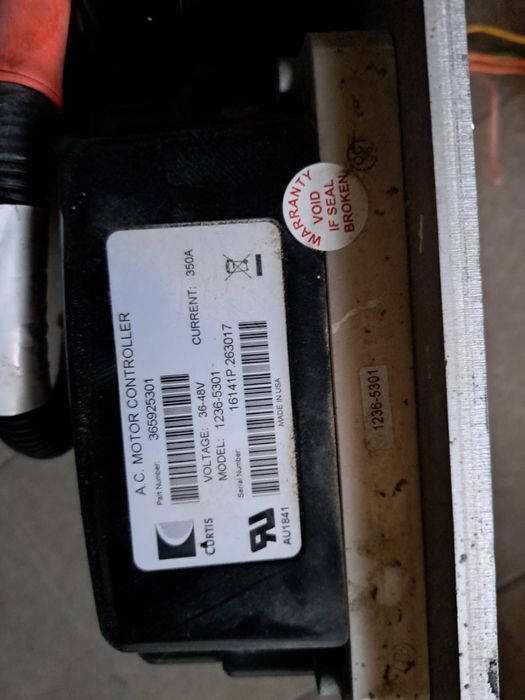 A.C. MOTOR CONTROLLER
Part Number: 365925301
VOLTAGE: 36-48V CURRENT: 350A
MODEL: 1236-5301
Serial Number: 16141P.263017
MADE IN USA
CURTIS
AU1841
WARRANTY
VOID
IF SEAL
BROKEN
1236-5301